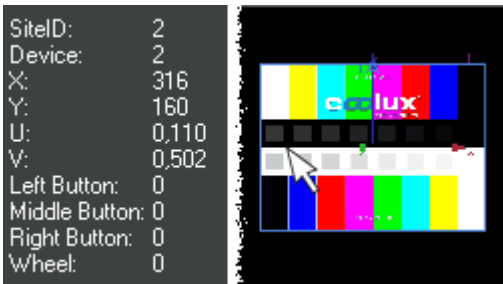 SiteID: 2
Device: 2
X: 316
Y: 160
U: 0,110
V: 0,502
Left Button: 0
Middle Button: 0
Right Button: 0
Wheel: 0
coolux